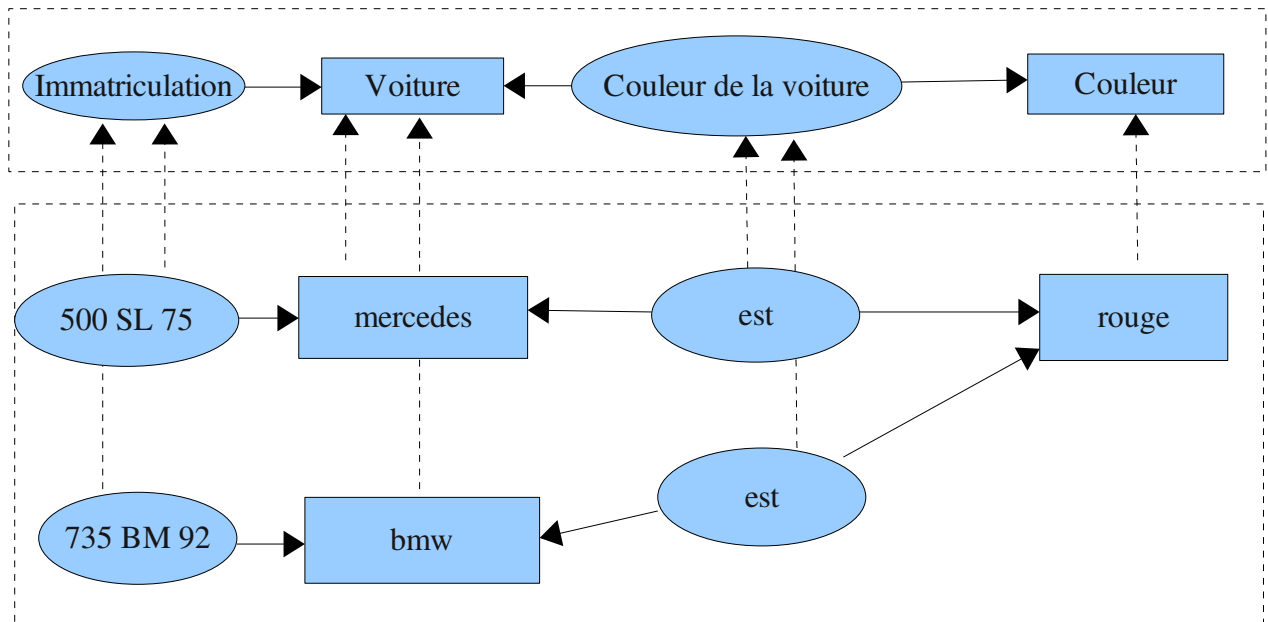 Immatriculation
Voiture
Couleur de la voiture
Couleur
500 SL 75
mercedes
est
rouge
735 BM 92
bmw
est